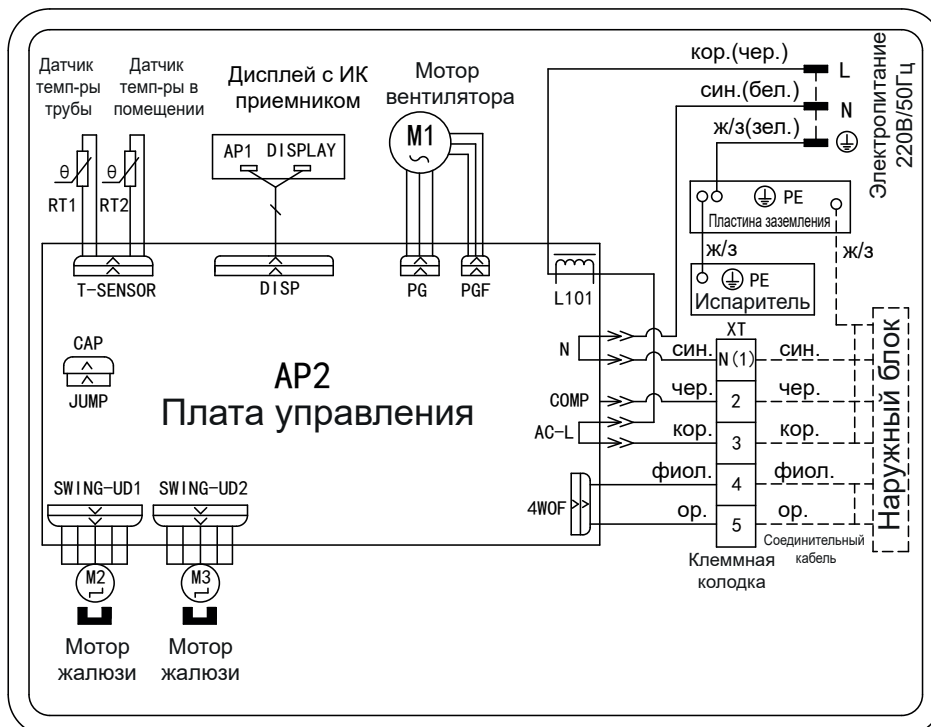 Датчик
темп-ры
трубы
Датчик
темп-ры в
помещении
Дисплей с ИК
приемником
Мотор
вентилятора
кор.(чер.)
L
син.(бел.)
N
ж/з(зел.)
Электропитание
220В/50Гц
AP1 DISPLAY
M1
θ
RT1
θ
RT2
PE
Пластина заземления
ж/з
ж/з
PE
Испаритель
T-SENSOR
DISP
PG
PGF
L101
XT
CAP
JUMP
AP2
Плата управления
N
син.
N(1)
син.
COMP
чер.
2
чер.
AC-L
кор.
3
кор.
фиол.
4
фиол.
4WOF
ор.
5
ор.
Наружный блок
Клеммная
колодка
Соединительный
кабель
SWING-UD1
SWING-UD2
M2
M3
Мотор
жалюзи
Мотор
жалюзи